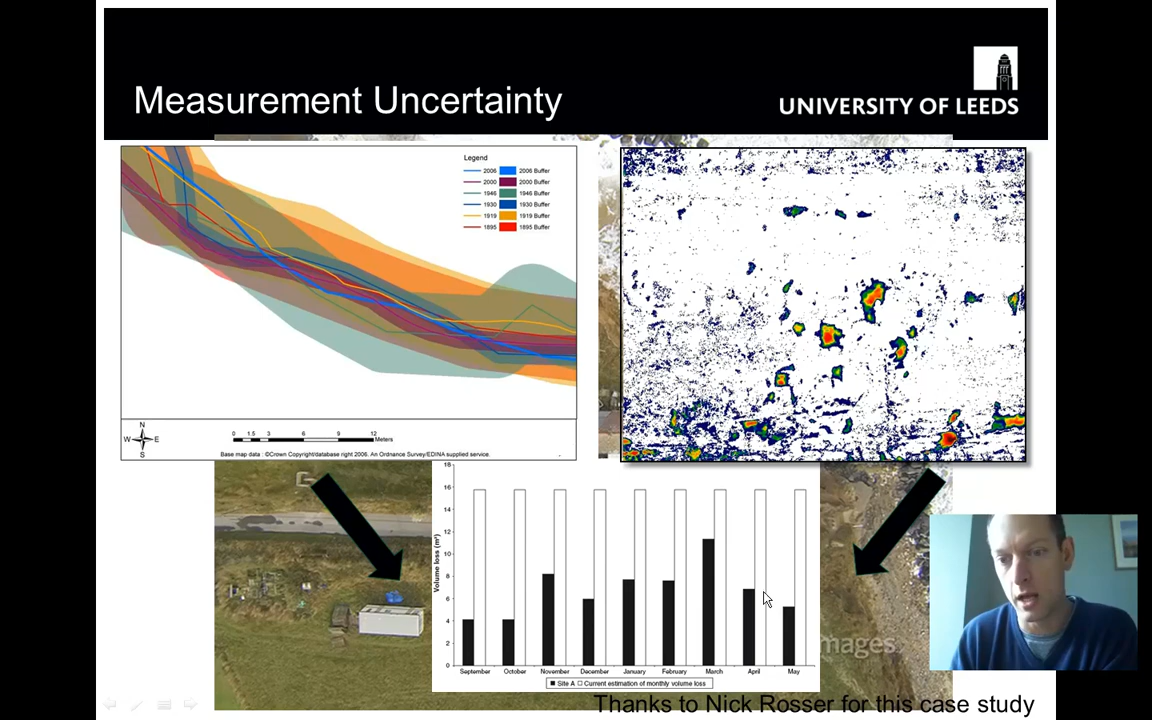 Measurement Uncertainty
UNIVERSITY OF LEEDS
Legend
2006 2006 Buffer
2000 2000 Buffer
1946 1946 Buffer
1930 1930 Buffer
1919 1919 Buffer
1895 1895 Buffer
N
W E
S
0 1.5 3 6 9 12
Meters
Base map data : ©Crown Copyright/database right 2006. An Ordnance Survey/EDINA supplied service.
18
16
14
12
10
8
6
4
2
0
Volume loss (m³)
September October November December January February March April May
Site A Current estimation of monthly volume loss
mages
Thanks to Nick Rosser for this case study